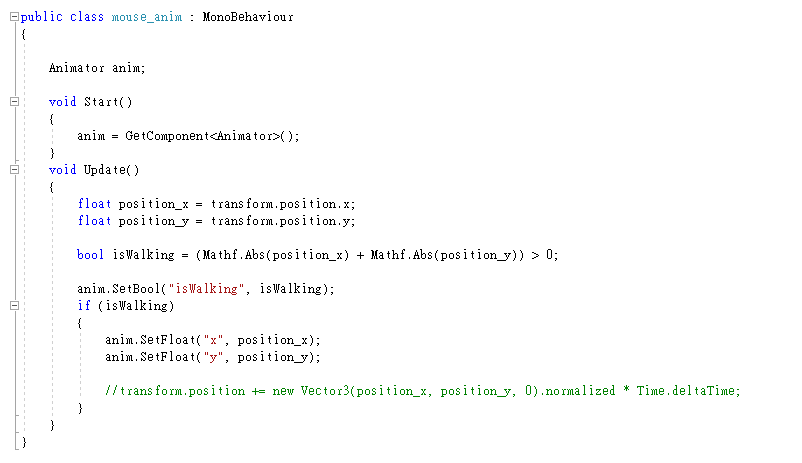 public class mouse_anim : MonoBehaviour
{
Animator anim;
void Start()
{
anim = GetComponent<Animator>();
}
void Update()
{
float position_x = transform.position.x;
float position_y = transform.position.y;
bool isWalking = (Mathf.Abs(position_x) + Mathf.Abs(position_y)) > 0;
anim.SetBool("isWalking", isWalking);
if (isWalking)
{
anim.SetFloat("x", position_x);
anim.SetFloat("y", position_y);
//transform.position += new Vector3(position_x, position_y, 0).normalized * Time.deltaTime;
}
}
}